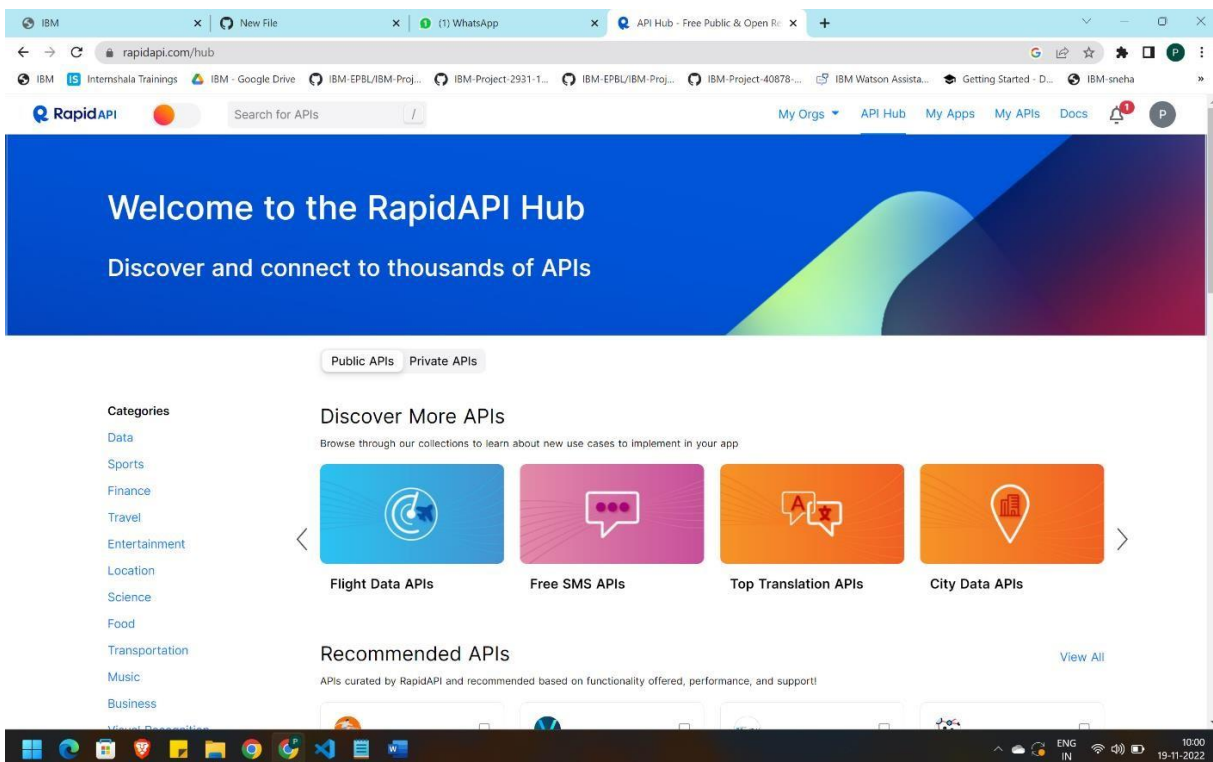 IBM
New File
(1) WhatsApp
API Hub - Free Public & Open Re
rapidapi.com/hub
IBM
Internshala Trainings
IBM - Google Drive
IBM-EPBL/IBM-Proj...
IBM-Project-2931-1...
IBM-EPBL/IBM-Proj...
IBM-Project-40878-...
IBM Watson Assista...
Getting Started - D...
IBM-sneha
»
Rapid API
Search for APIs
/
My Orgs
API Hub
My Apps
My APIs
Docs
1
P
Welcome to the RapidAPI Hub
Discover and connect to thousands of APIs
Public APIs
Private APIs
Categories
Data
Sports
Finance
Travel
Entertainment
Location
Science
Food
Transportation
Music
Business
Visual Recognition
Discover More APIs
Browse through our collections to learn about new use cases to implement in your app
Flight Data APIs
Free SMS APIs
Top Translation APIs
City Data APIs
Recommended APIs
View All
APIs curated by RapidAPI and recommended based on functionality offered, performance, and support!
ENG
IN
10:00
19-11-2022